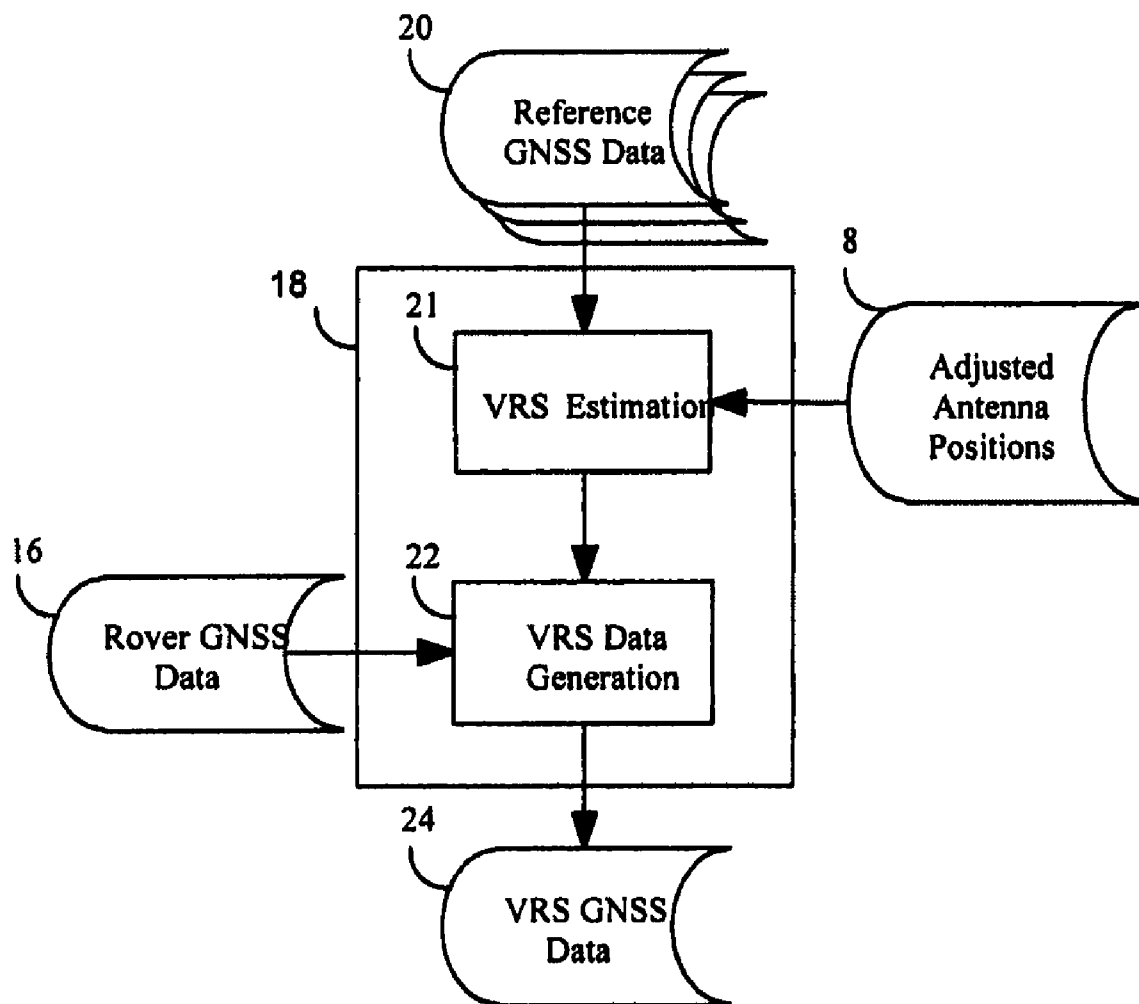 20
Reference
GNSS Data
18
21
8
VRS Estimation
Adjusted
Antenna
Positions
16
22
Rover GNSS
Data
VRS Data
Generation
24
VRS GNSS
Data